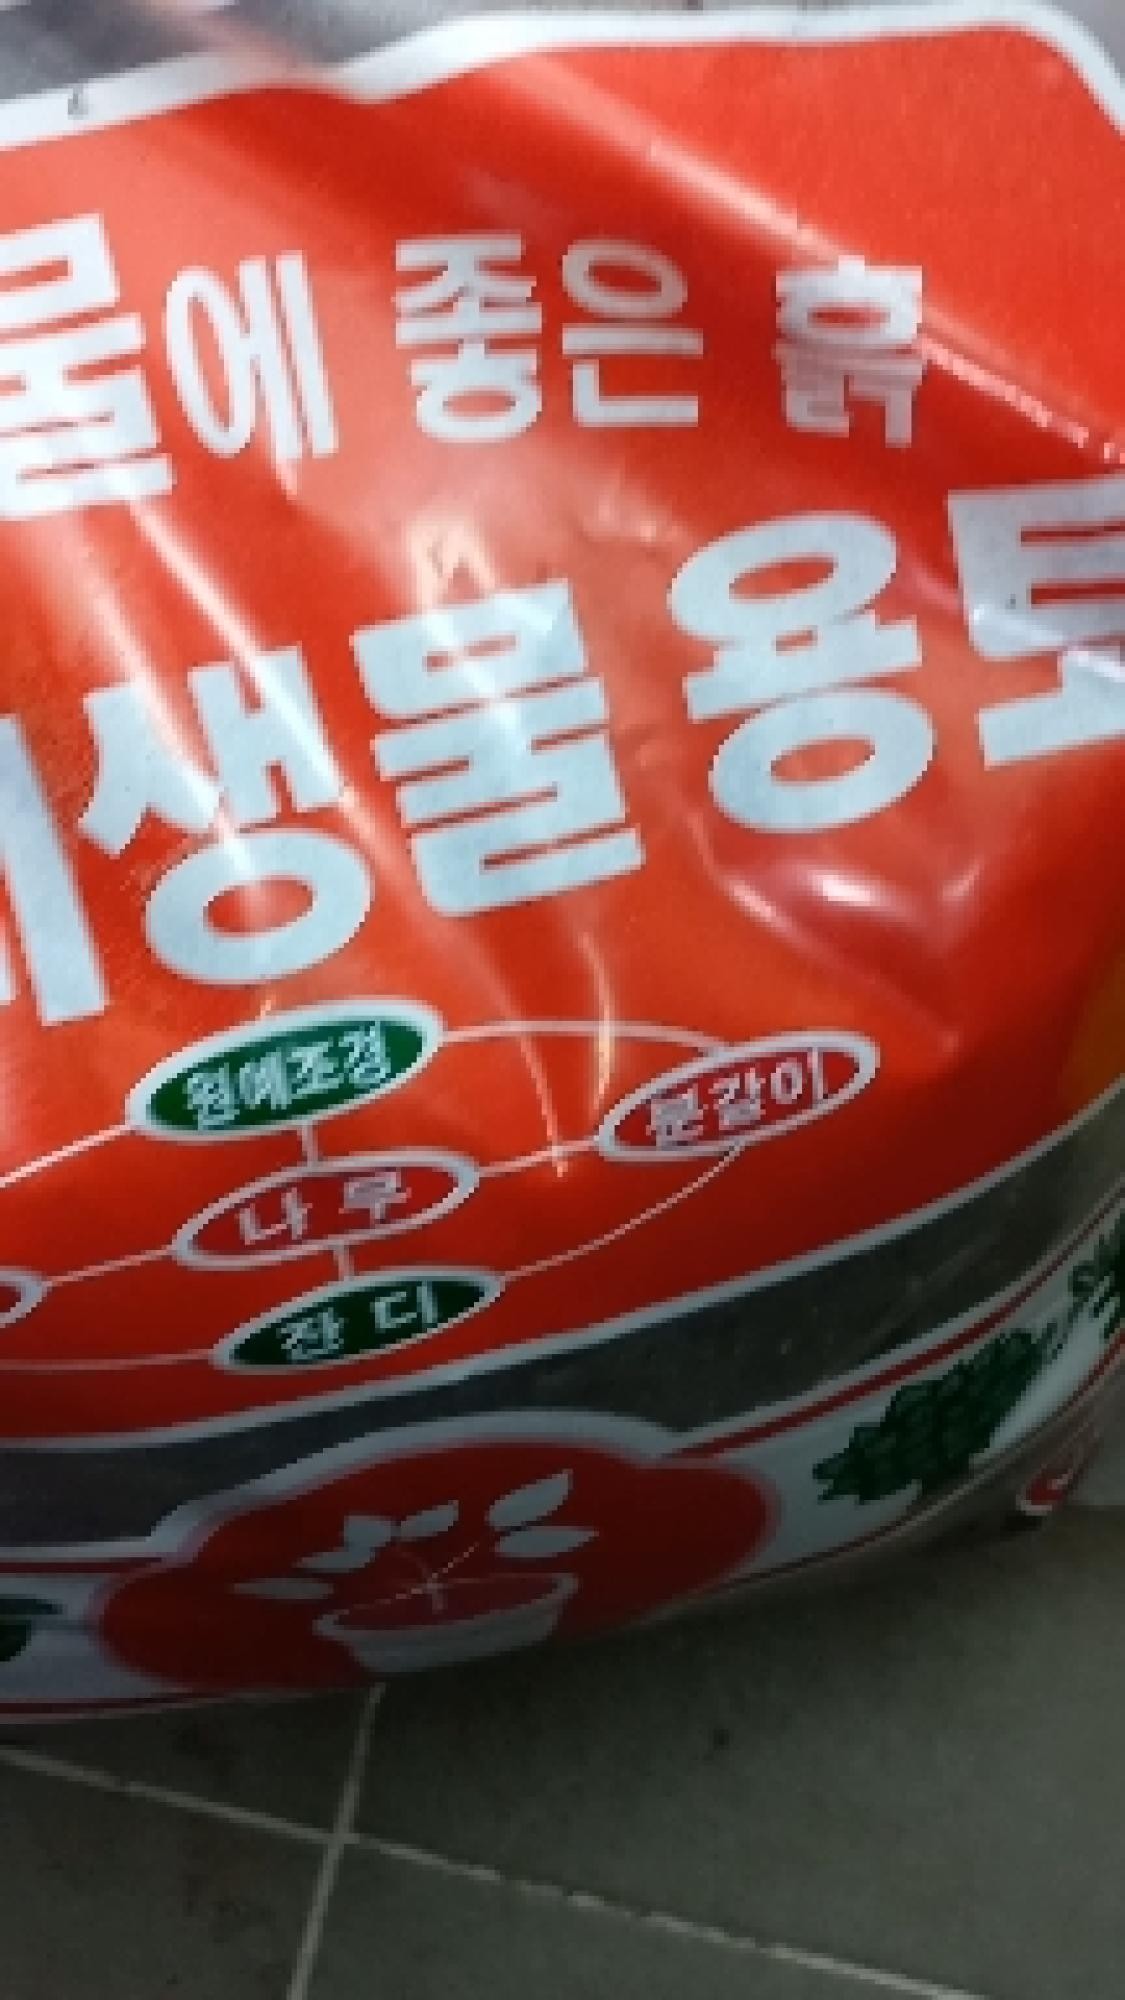 물에 좋은 흙
미생물 용토
원예조경
분갈이
나무
잔디